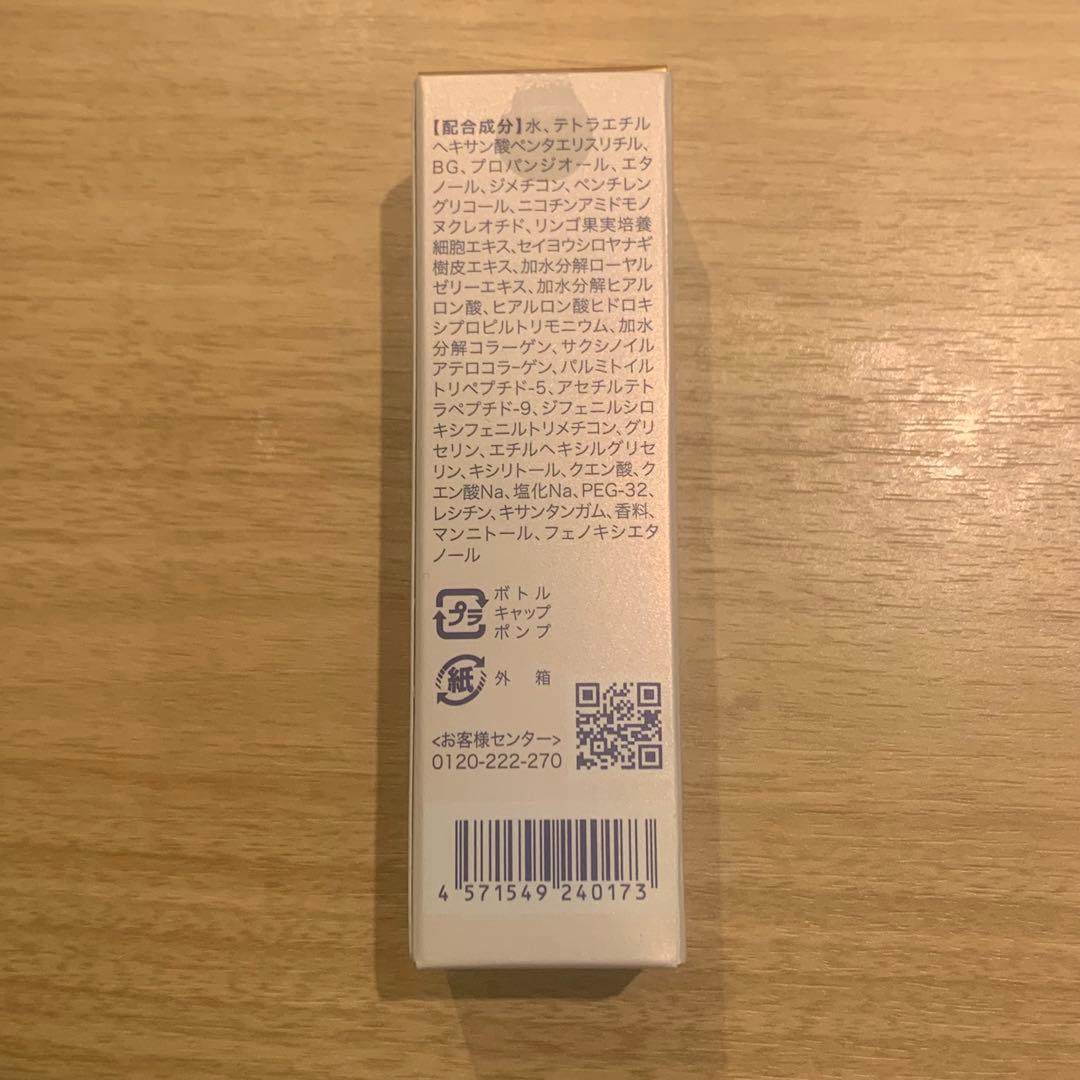 【配合成分】水、テトラエチル
ヘキサン酸ペンタエリスリチル、
BG、プロパンジオール、エタ
ノール、ジメチコン、ペンチレン
グリコール、ニコチンアミドモノ
ヌクレオチド、リンゴ果実培養
細胞エキス、セイヨウシロヤナギ
樹皮エキス、加水分解ローヤル
ゼリーエキス、加水分解ヒアル
ロン酸、ヒアルロン酸ヒドロキ
シプロピルトリモニウム、加水
分解コラーゲン、サクシノイル
アテロコラーゲン、パルミトイル
トリペプチド-5、アセチルテト
ラペプチド-9、ジフェニルシロ
キシフェニルトリメチコン、グリ
セリン、エチルヘキシルグリセ
リン、キシリトール、クエン酸、ク
エン酸Na、塩化Na、PEG-32、
レシチン、キサンタンガム、香料、
マンニトール、フェノキシエタ
ノール
プラ
ボトル
キャップ
ポンプ
紙 外箱
<お客様センター>
0120-222-270
4 571549 240173